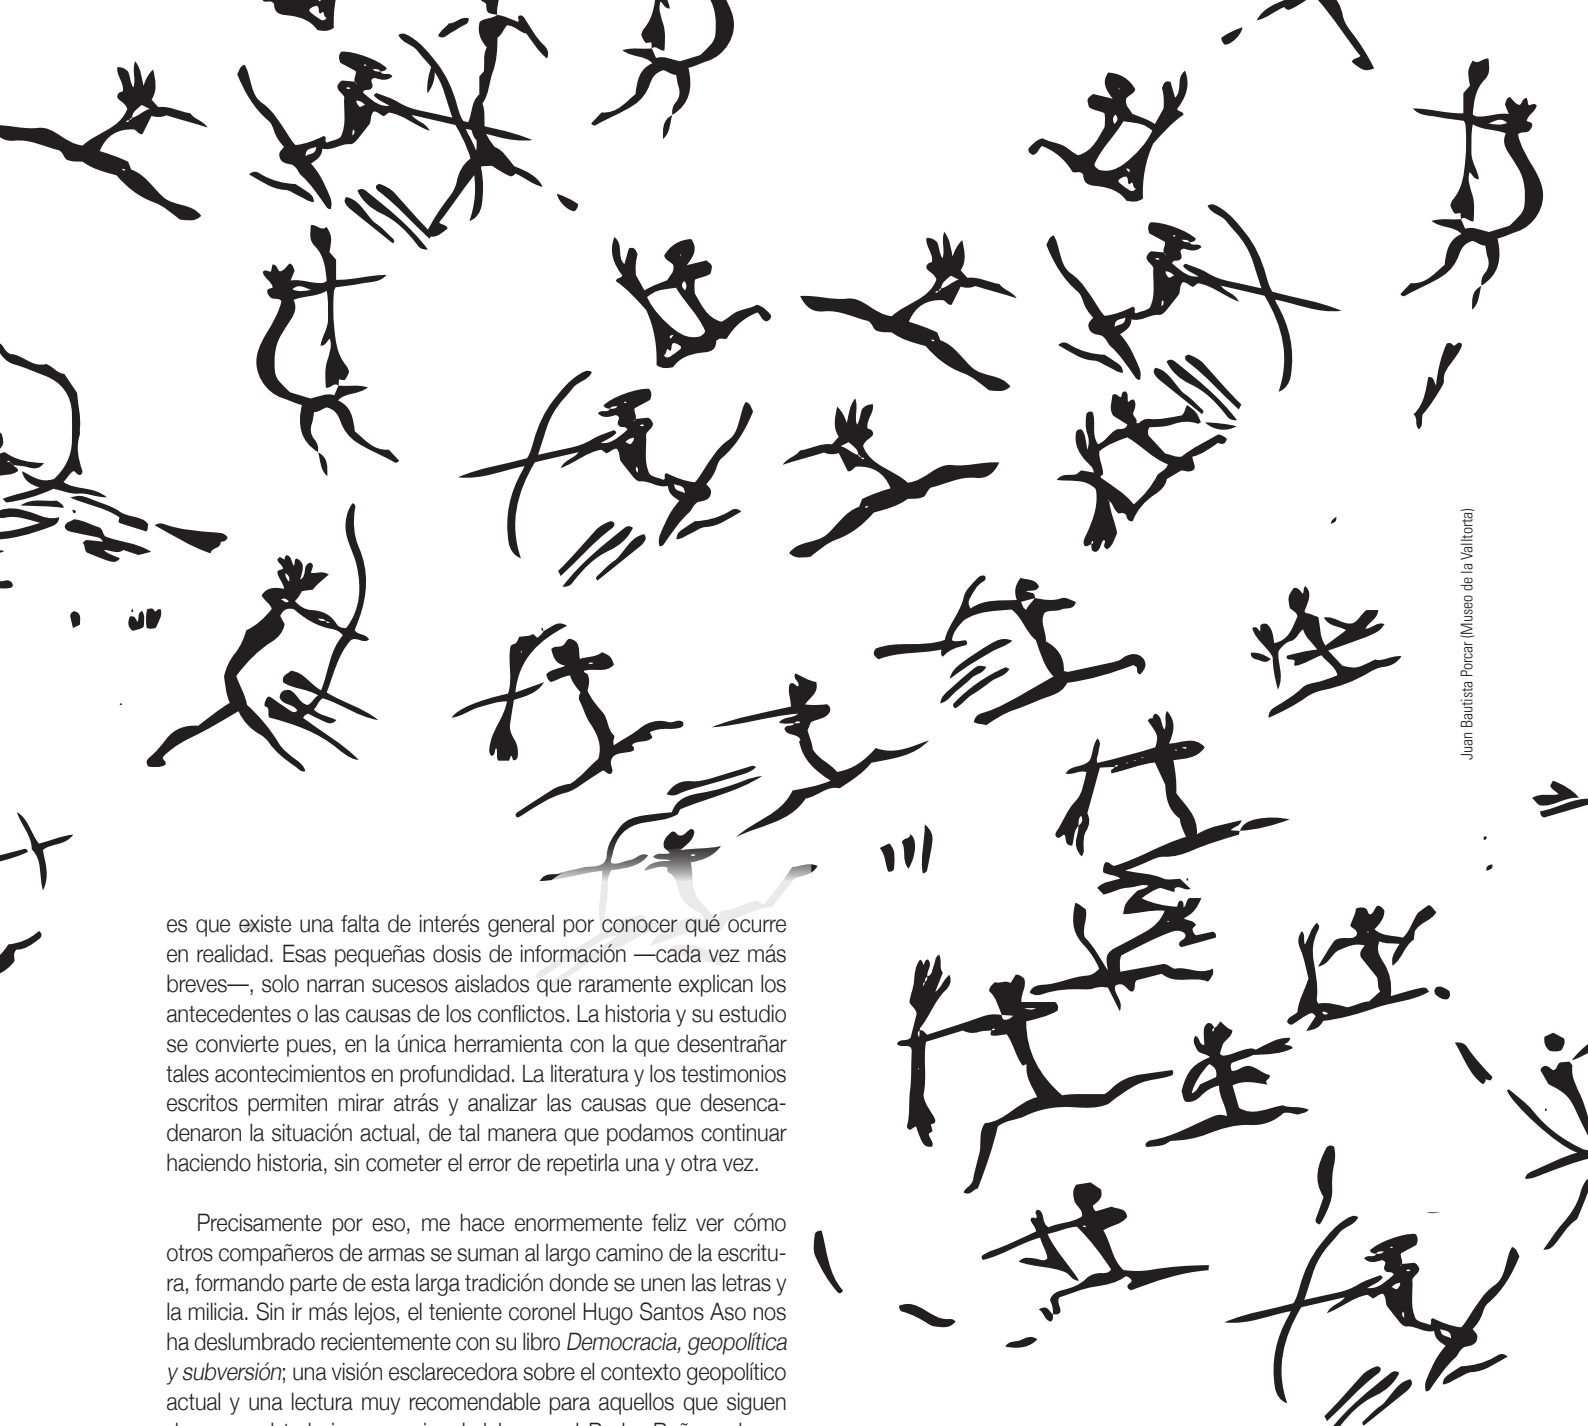 es que existe una falta de interés general por conocer qué ocurre
en realidad. Esas pequeñas dosis de información —cada vez más
breves—, solo narran sucesos aislados que raramente explican los
antecedentes o las causas de los conflictos. La historia y su estudio
se convierte pues, en la única herramienta con la que desentrañar
tales acontecimientos en profundidad. La literatura y los testimonios
escritos permiten mirar atrás y analizar las causas que desenca-
denaron la situación actual, de tal manera que podamos continuar
haciendo historia, sin cometer el error de repetirla una y otra vez.
Precisamente por eso, me hace enormemente feliz ver cómo
otros compañeros de armas se suman al largo camino de la escritu-
ra, formando parte de esta larga tradición donde se unen las letras y
la milicia. Sin ir más lejos, el teniente coronel Hugo Santos Aso nos
ha deslumbrado recientemente con su libro Democracia, geopolítica
y subversión; una visión esclarecedora sobre el contexto geopolítico
actual y una lectura muy recomendable para aquellos que siguen
Juan Bautista Porcar (Museo de la Valltorta)